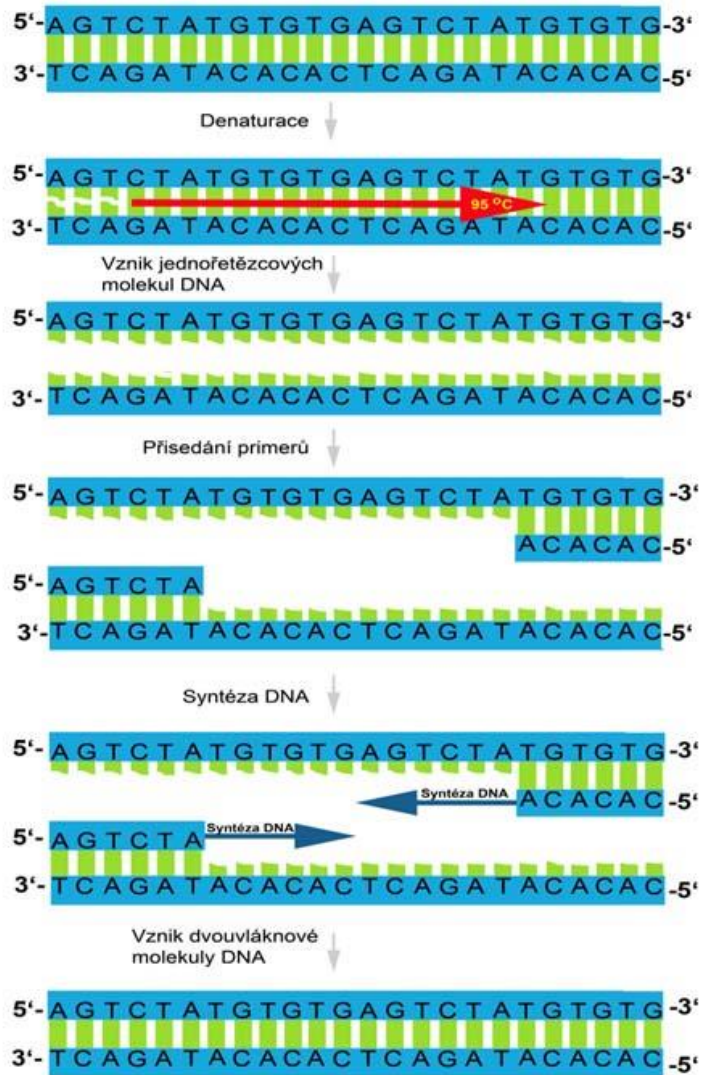 5‘- AGTCTATGTGTGAGTCTATGTGTG -3‘
3‘- TCAGATACACACTCAGATACACAC -5‘
Denaturace
5‘- AGTCTATGTGTGAGTCTATGTGTG -3‘
95 °C
3‘- TCAGATACACACTCAGATACACAC -5‘
Vznik jednořetězcových
molekul DNA
5‘- AGTCTATGTGTGAGTCTATGTGTG -3‘
3‘- TCAGATACACACTCAGATACACAC -5‘
Přisedání primerů
5‘- AGTCTATGTGTGAGTCTATGTGTG -3‘
ACACAC -5‘
5‘- AGTCTA
3‘- TCAGATACACACTCAGATACACAC -5‘
Syntéza DNA
5‘- AGTCTATGTGTGAGTCTATGTGTG -3‘
Syntéza DNA ACACAC -5‘
5‘- AGTCTA Syntéza DNA
3‘- TCAGATACACACTCAGATACACAC -5‘
Vznik dvouvláknové
molekuly DNA
5‘- AGTCTATGTGTGAGTCTATGTGTG -3‘
3‘- TCAGATACACACTCAGATACACAC -5‘